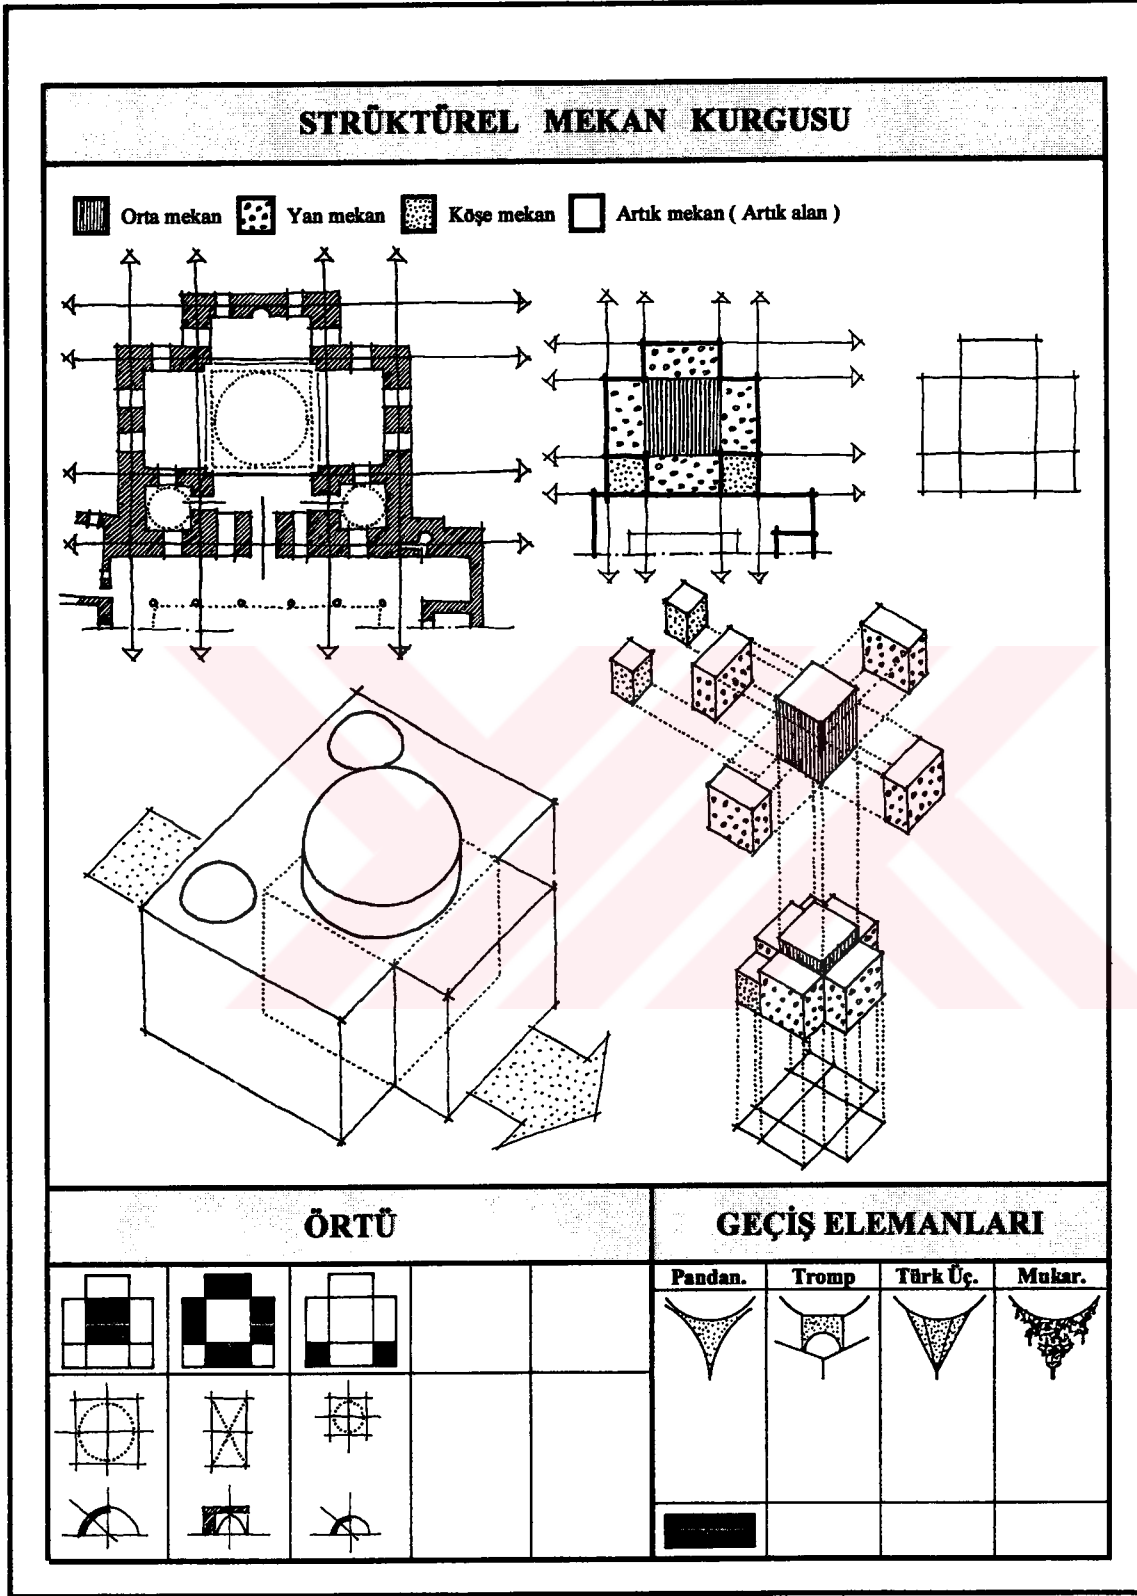 STRÜKTÜREL MEKAN KURGUSU
Orta mekan Yan mekan Köşe mekan Artık mekan ( Artık alan )
ÖRTÜ
GEÇİŞ ELEMANLARI
Pandan. Tromp Türk Üç. Mukar.